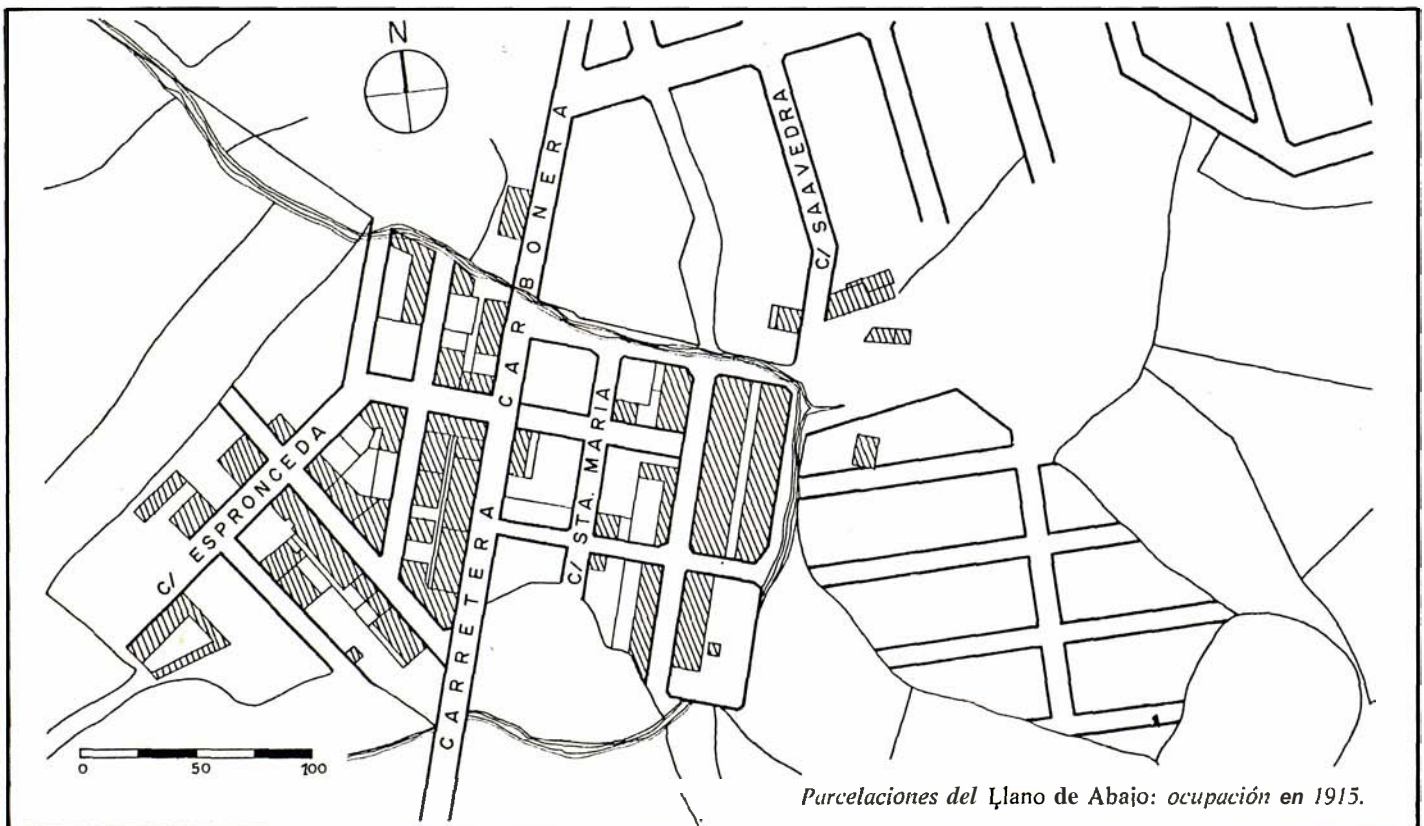 N
CARRETERA CARBONERA
C/ SAAVEDRA
C/ STA. MARIA
C/ ESPRONCEDA
0 50 100
Parcelaciones del Llano de Abajo: ocupación en 1915.